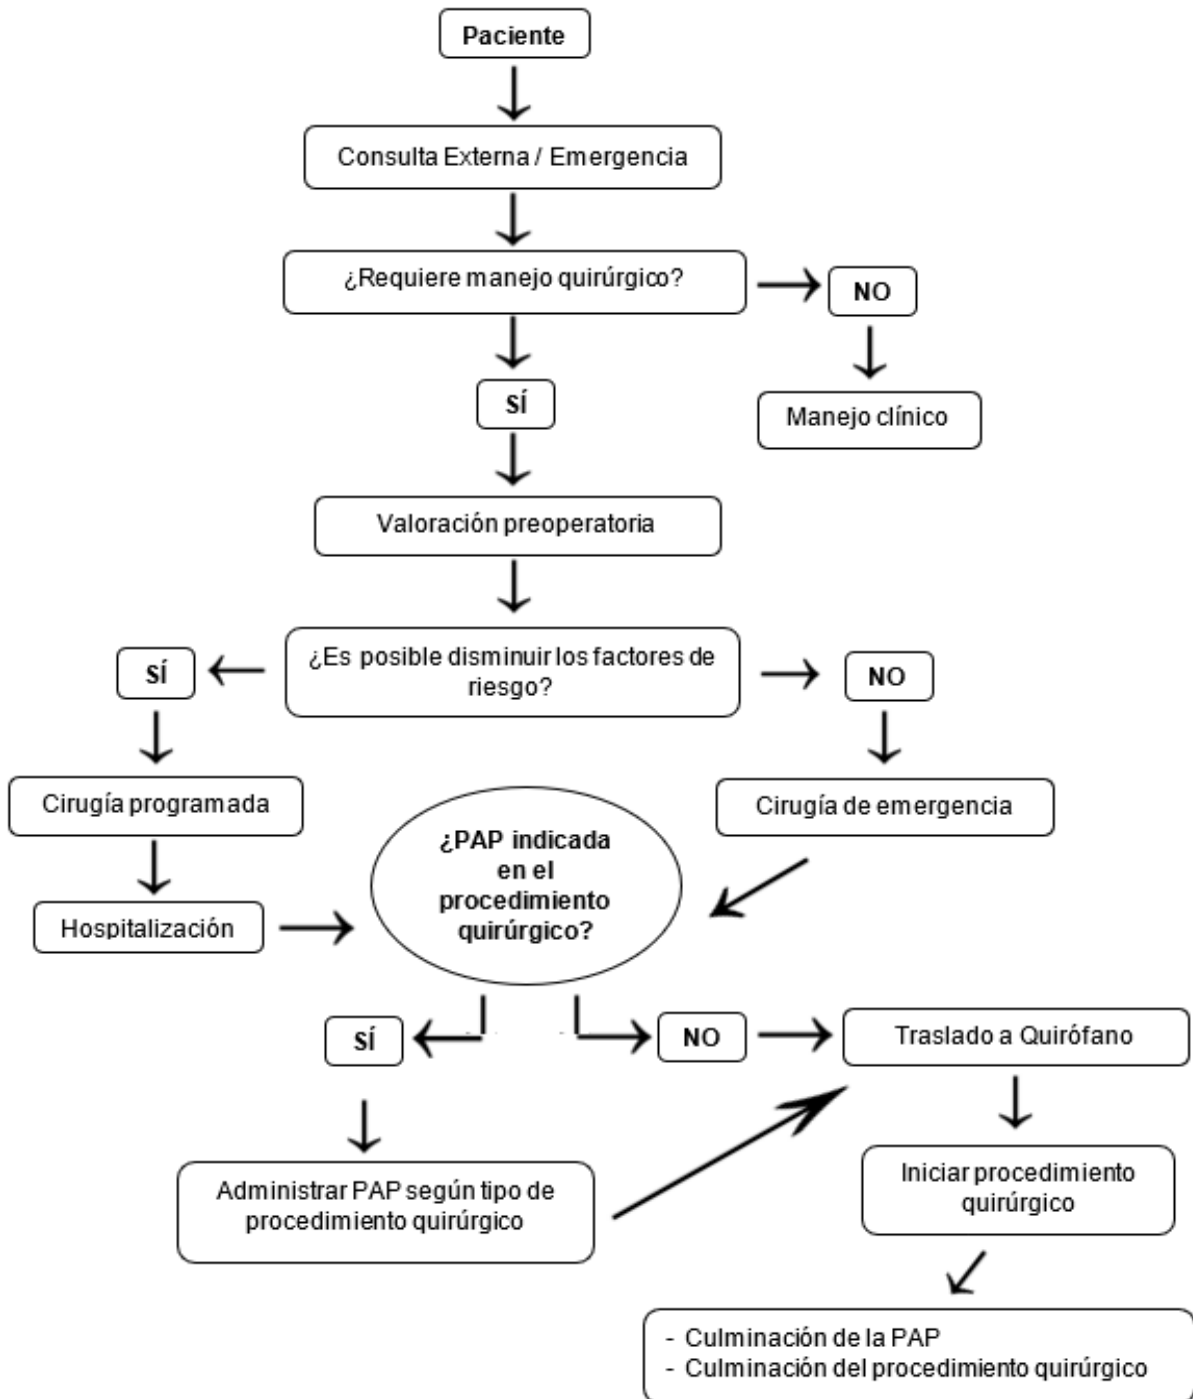 Paciente
Consulta Externa / Emergencia
¿Requiere manejo quirúrgico?
NO
SÍ
Manejo clínico
Valoración preoperatoria
¿Es posible disminuir los factores de
riesgo?
SÍ
NO
Cirugía programada
Cirugía de emergencia
¿PAP indicada
en el
procedimiento
quirúrgico?
Hospitalización
SÍ
NO
Traslado a Quirófano
Administrar PAP según tipo de
procedimiento quirúrgico
Iniciar procedimiento
quirúrgico
- Culminación de la PAP
- Culminación del procedimiento quirúrgico